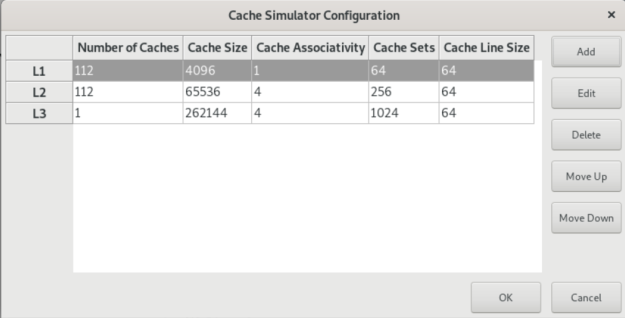 Cache Simulator Configuration
×
Number of Caches Cache Size Cache Associativity Cache Sets Cache Line Size
L1 112 4096 1 64 64
L2 112 65536 4 256 64
L3 1 262144 4 1024 64
Add
Edit
Delete
Move Up
Move Down
OK Cancel